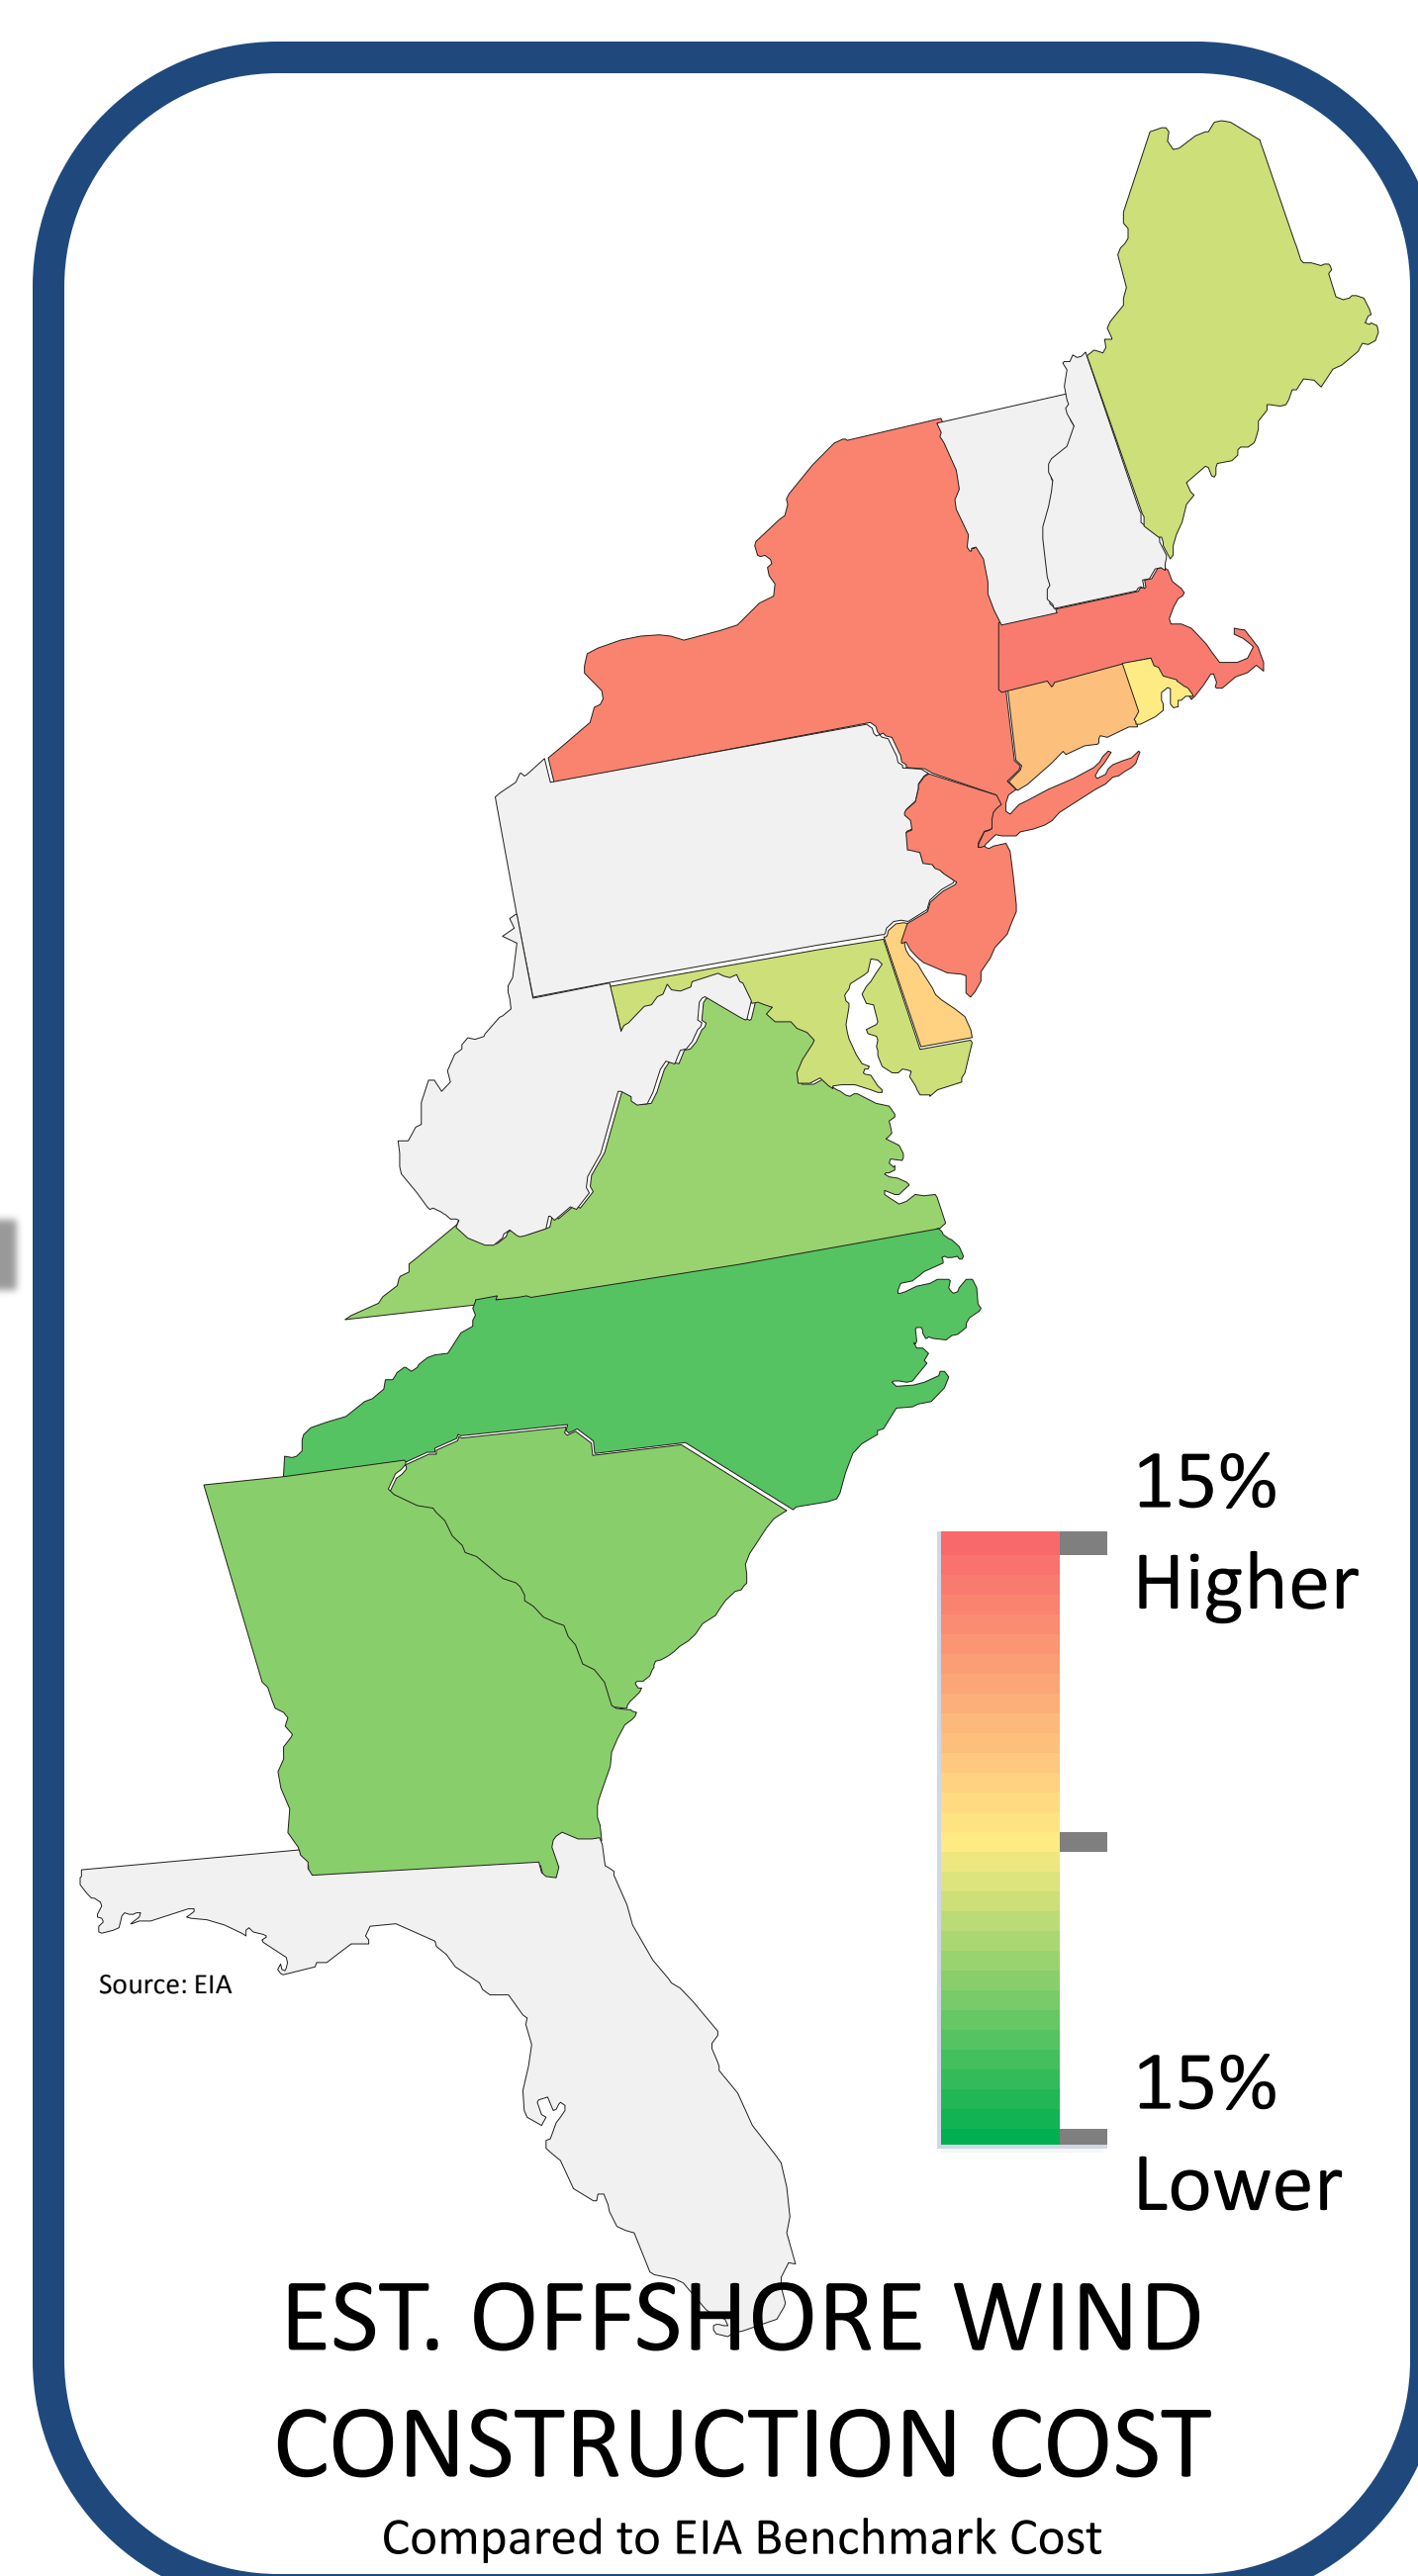 15%
Higher
Source: EIA
15%
Lower
EST. OFFSHORE WIND
CONSTRUCTION COST
Compared to EIA Benchmark Cost